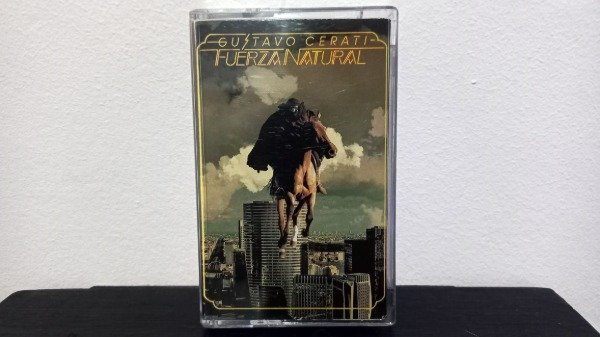 GUSTAVO CERATI
FUERZA NATURAL